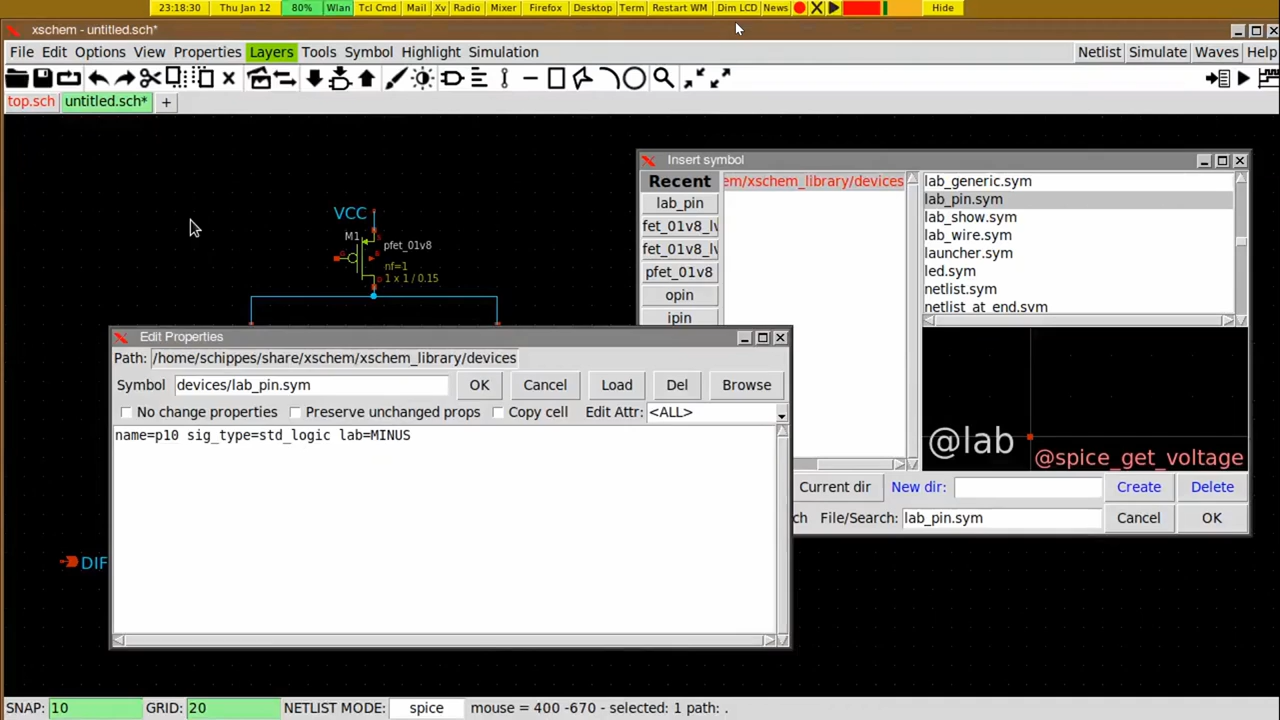 23:18:30 Thu Jan 12 80% Wlan Tcl Cmd Mail Xv Radio Mixer Firefox Desktop Term Restart WM Dim LCD News Hide
xschem - untitled.sch*
File Edit Options View Properties Layers Tools Symbol Highlight Simulation Netlist Simulate Waves Help
top.sch untitled.sch* +
Insert symbol
Recent
lab_pin
fet_01v8_lv
fet_01v8_lv
pfet_01v8
opin
ipin
em/xschem_library/devices
lab_generic.sym
lab_pin.sym
lab_show.sym
lab_wire.sym
launcher.sym
led.sym
netlist.sym
netlist_at_end.svm
@lab
@spice_get_voltage
Current dir New dir: Create Delete
ch File/Search: lab_pin.sym Cancel OK
VCC
M1
pfet_01v8
nf=1
1 x 1 / 0.15
Edit Properties
Path: /home/schippes/share/xschem/xschem_library/devices
Symbol devices/lab_pin.sym OK Cancel Load Del Browse
No change properties Preserve unchanged props Copy cell Edit Attr: <ALL>
name=p10 sig_type=std_logic lab=MINUS
DIF
SNAP: 10 GRID: 20 NETLIST MODE: spice mouse = 400 -670 - selected: 1 path: .